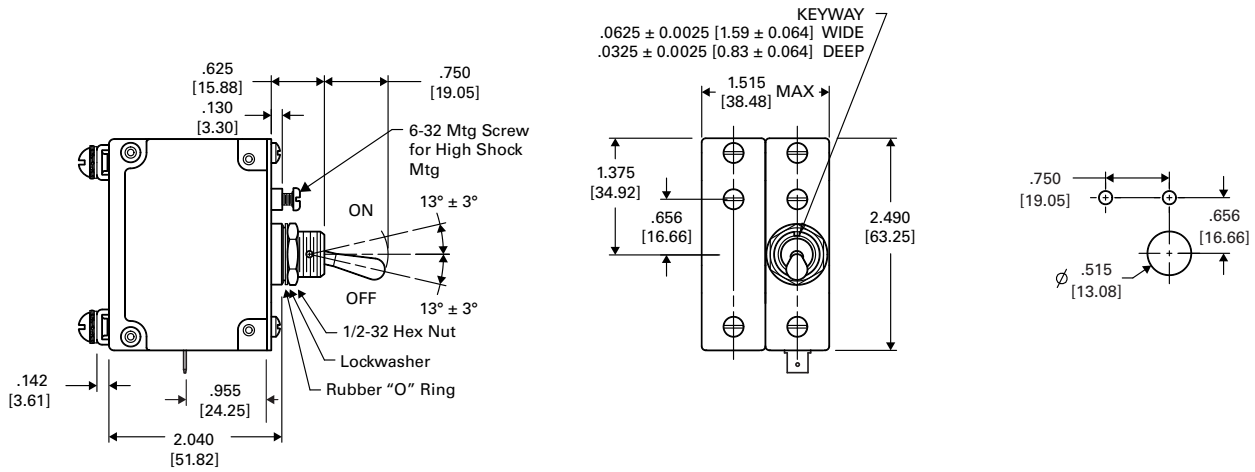 .625
[15.88]
.750
[19.05]
.130
[3.30]
6-32 Mtg Screw
for High Shock
Mtg
ON
13° ± 3°
OFF
13° ± 3°
1/2-32 Hex Nut
Lockwasher
Rubber “O” Ring
.142
[3.61]
.955
[24.25]
2.040
[51.82]
KEYWAY
.0625 ± 0.0025 [1.59 ± 0.064] WIDE
.0325 ± 0.0025 [0.83 ± 0.064] DEEP
1.515
[38.48]
MAX
1.375
[34.92]
.656
[16.66]
2.490
[63.25]
.750
[19.05]
.656
[16.66]
Ø .515
[13.08]